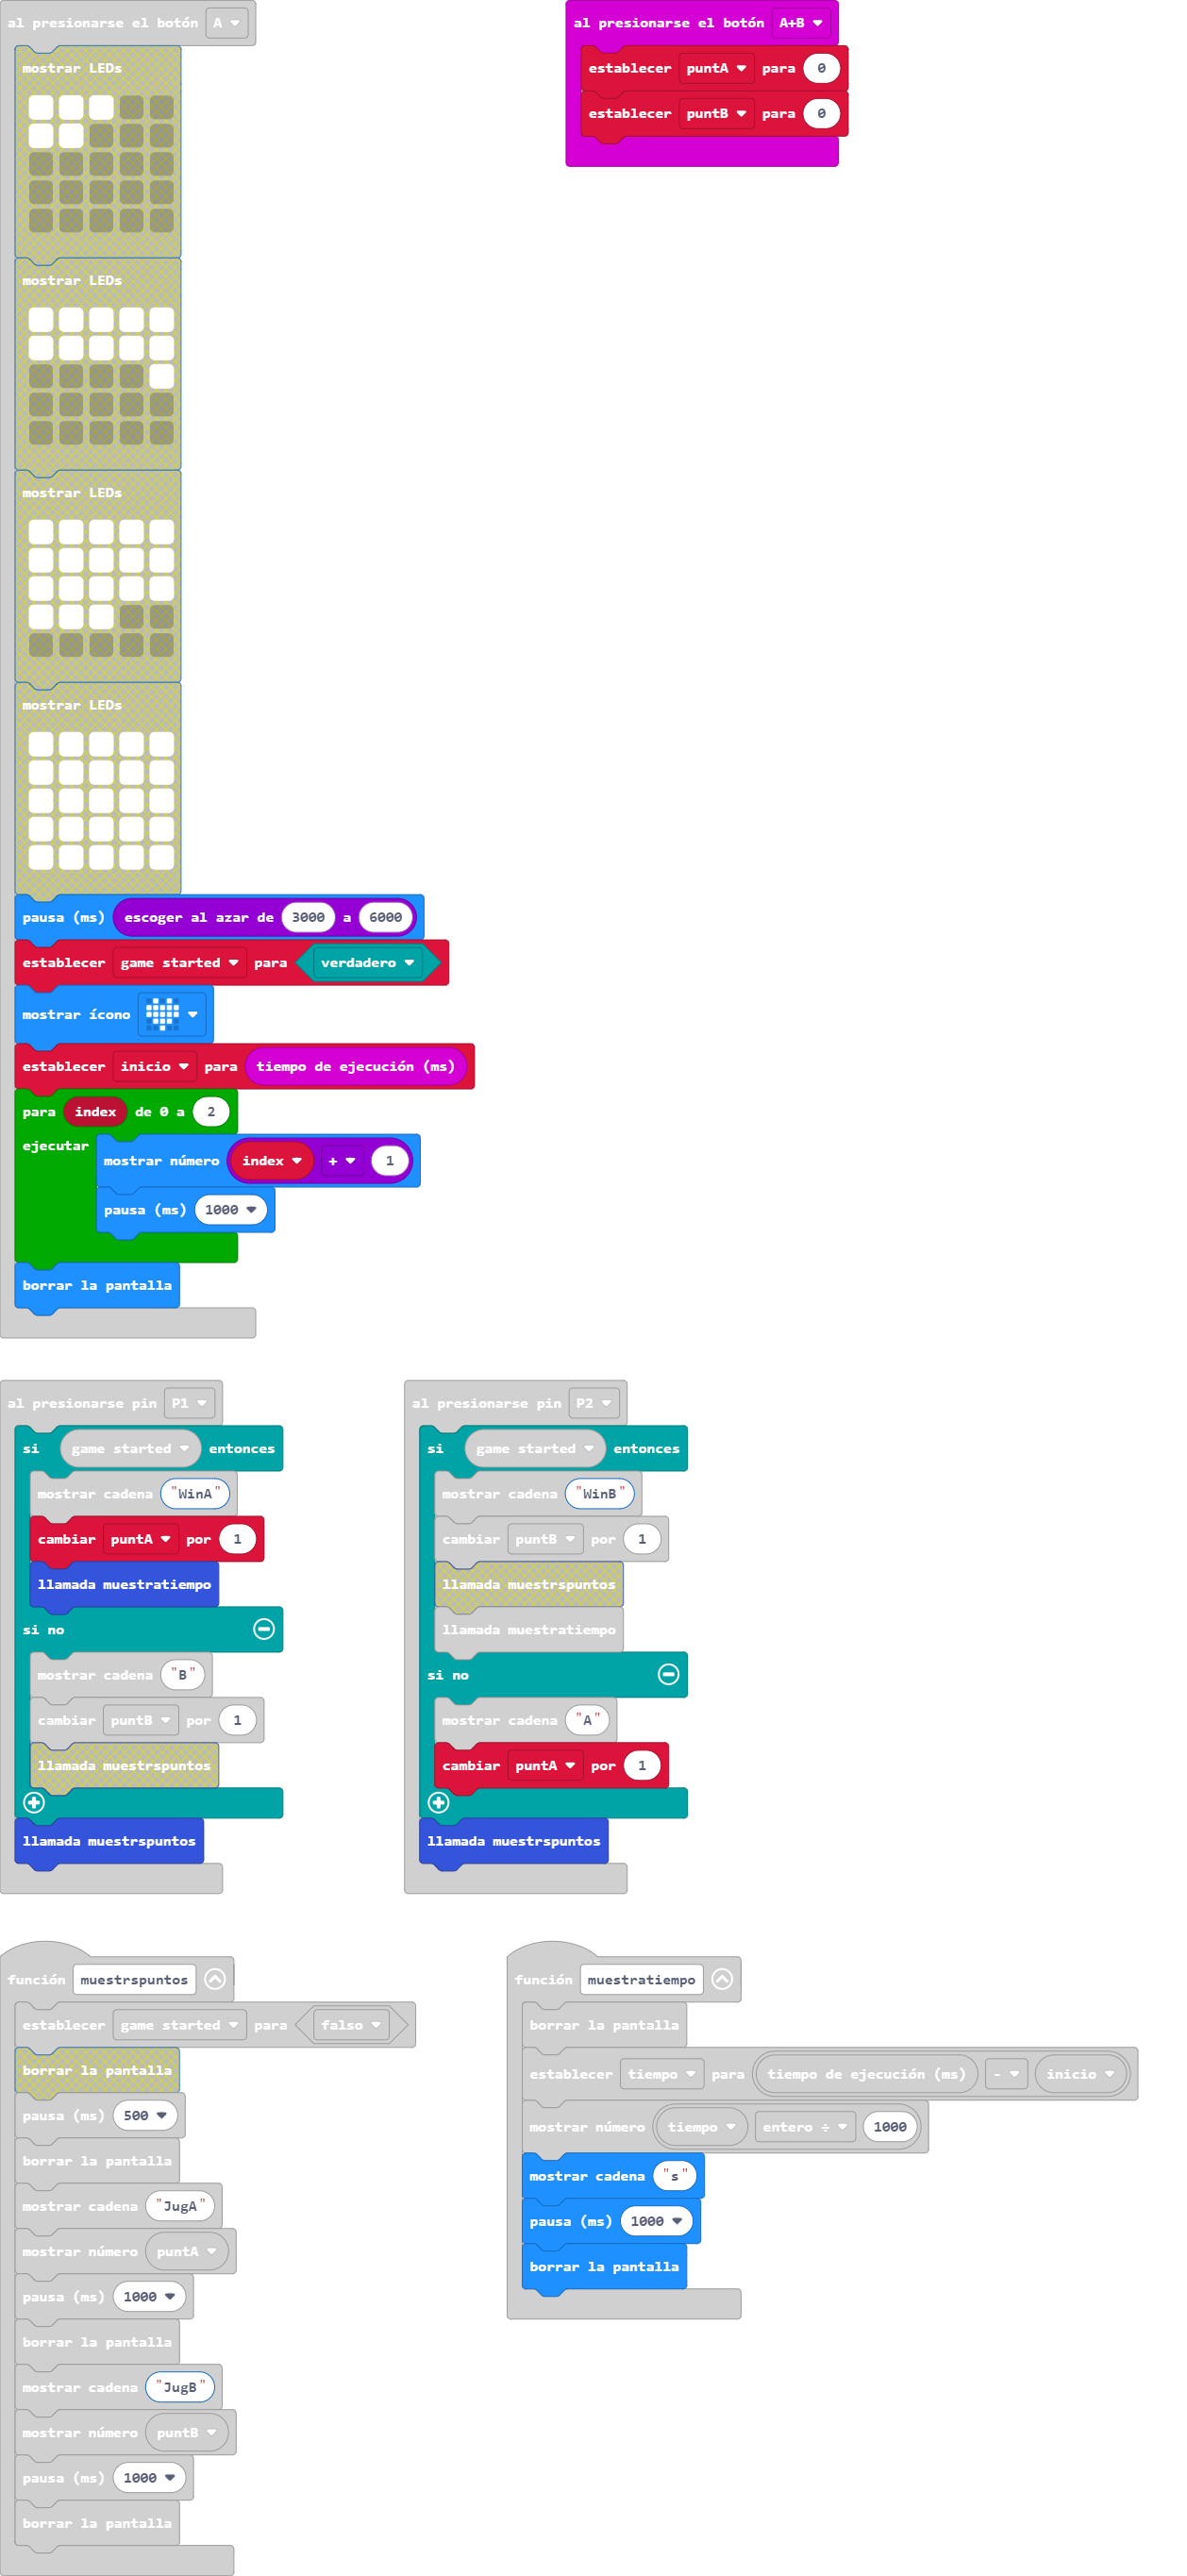 al presionarse el botón A
mostrar LEDs
mostrar LEDs
mostrar LEDs
mostrar LEDs
pausa (ms) escoger al azar de 3000 a 6000
establecer game started para verdadero
mostrar ícono
establecer inicio para tiempo de ejecución (ms)
para index de 0 a 2
ejecutar
mostrar número index + 1
pausa (ms) 1000
borrar la pantalla
al presionarse el botón A+B
establecer puntA para 0
establecer puntB para 0
al presionarse pin P1
si game started entonces
mostrar cadena "WinA"
cambiar puntA por 1
llamada muestratiempo
si no
mostrar cadena "B"
cambiar puntB por 1
llamada muestrspuntos
llamada muestrspuntos
al presionarse pin P2
si game started entonces
mostrar cadena "WinB"
cambiar puntB por 1
llamada muestrspuntos
llamada muestratiempo
si no
mostrar cadena "A"
cambiar puntA por 1
llamada muestrspuntos
función muestrspuntos
establecer game started para falso
borrar la pantalla
pausa (ms) 500
borrar la pantalla
mostrar cadena "JugA"
mostrar número puntA
pausa (ms) 1000
borrar la pantalla
mostrar cadena "JugB"
mostrar número puntB
pausa (ms) 1000
borrar la pantalla
función muestratiempo
borrar la pantalla
establecer tiempo para tiempo de ejecución (ms) - inicio
mostrar número tiempo entero ÷ 1000
mostrar cadena "s"
pausa (ms) 1000
borrar la pantalla